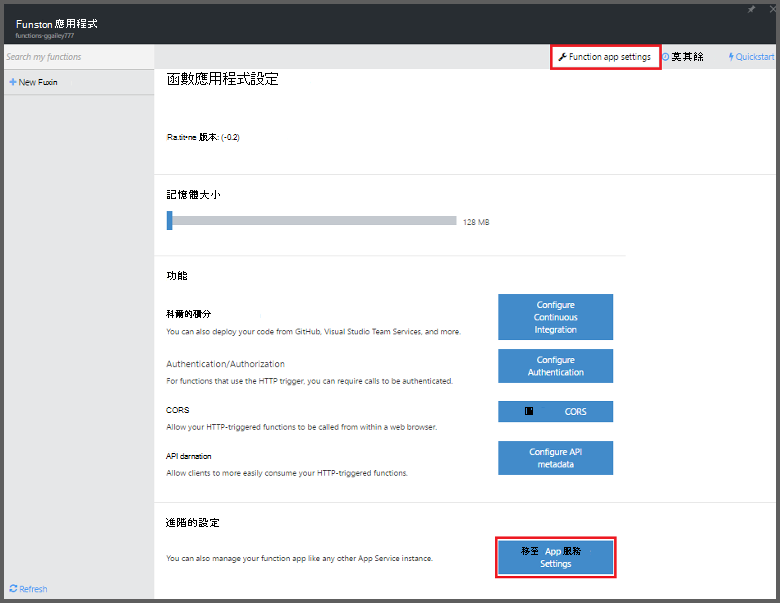 Funston 應用程式
functions-ggailey777
Search my functions
Function app settings
莫其餘
Quickstart
New Fuxin
函數應用程式設定
Ra.tit•ne 版本: (-0.2)
記憶體大小
128 MB
功能
科爾的積分
You can also deploy your code from GitHub, Visual Studio Team Services, and more.
Configure
Continuous
Integration
Authentication/Authorization
For functions that use the HTTP trigger, you can require calls to be authenticated.
Configure
Authentication
CORS
Allow your HTTP-triggered functions to be called from within a web browser.
CORS
API darnation
Allow clients to more easily consume your HTTP-triggered functions.
Configure API
metadata
進階的設定
You can also manage your function app like any other App Service instance.
移至 App 服務
Settings
Refresh